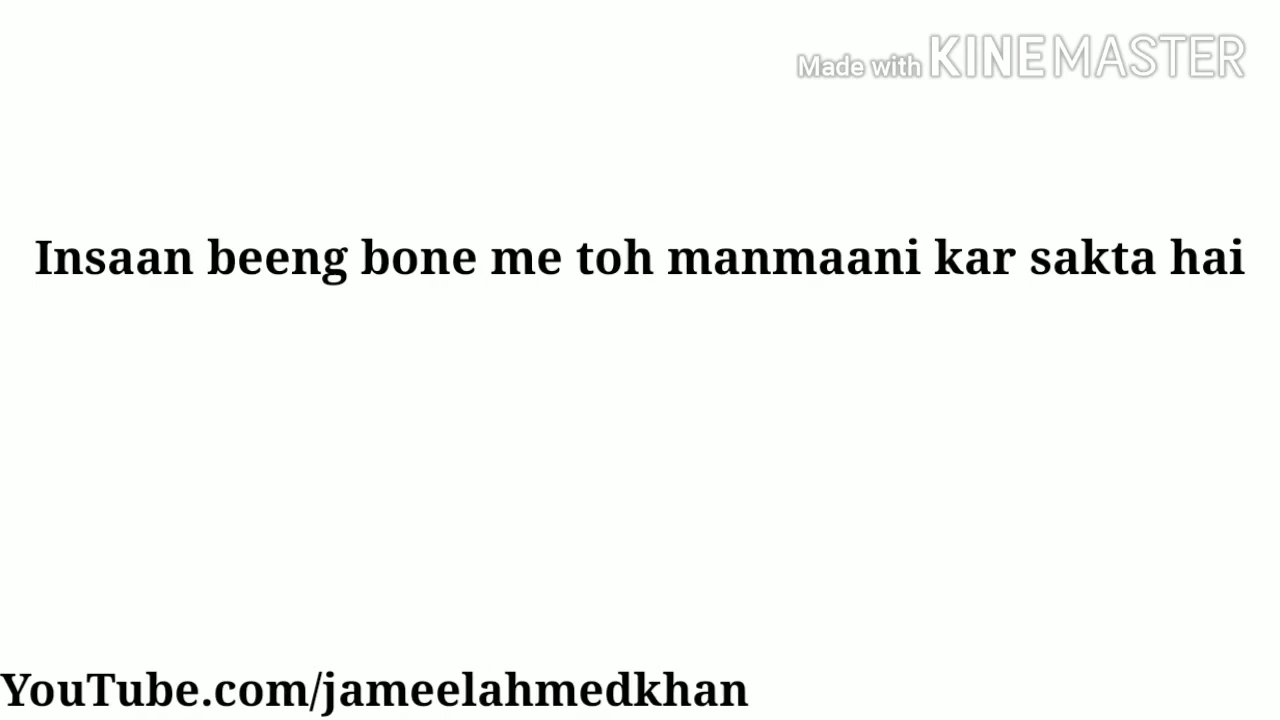 Made with KINEMASTER
Insaan beeng bone me toh manmaani kar sakta hai
YouTube.com/jameelahmedkhan